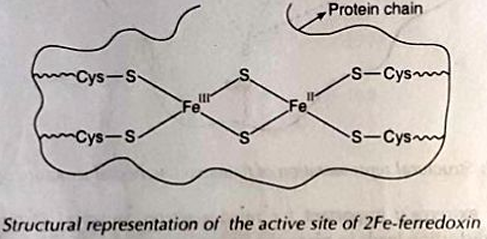 Protein chain
Cys–S S S–Cys
Fe III Fe II
Cys–S S S–Cys
Structural representation of the active site of 2Fe-ferredoxin